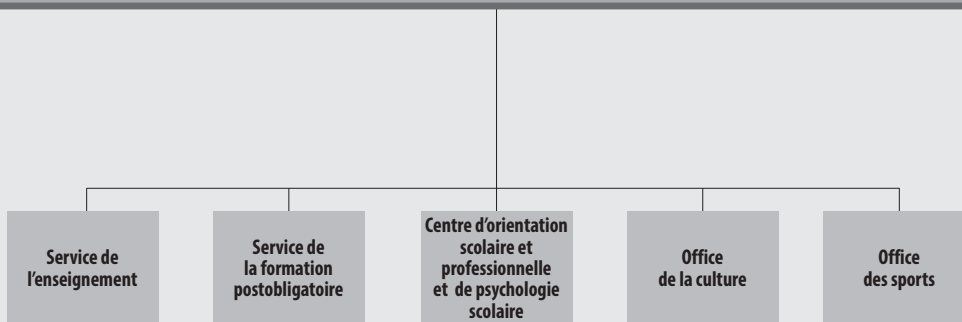 Service de
l'enseignement
Service de
la formation
postobligatoire
Centre d'orientation
scolaire et
professionnelle
et de psychologie
scolaire
Office
de la culture
Office
des sports